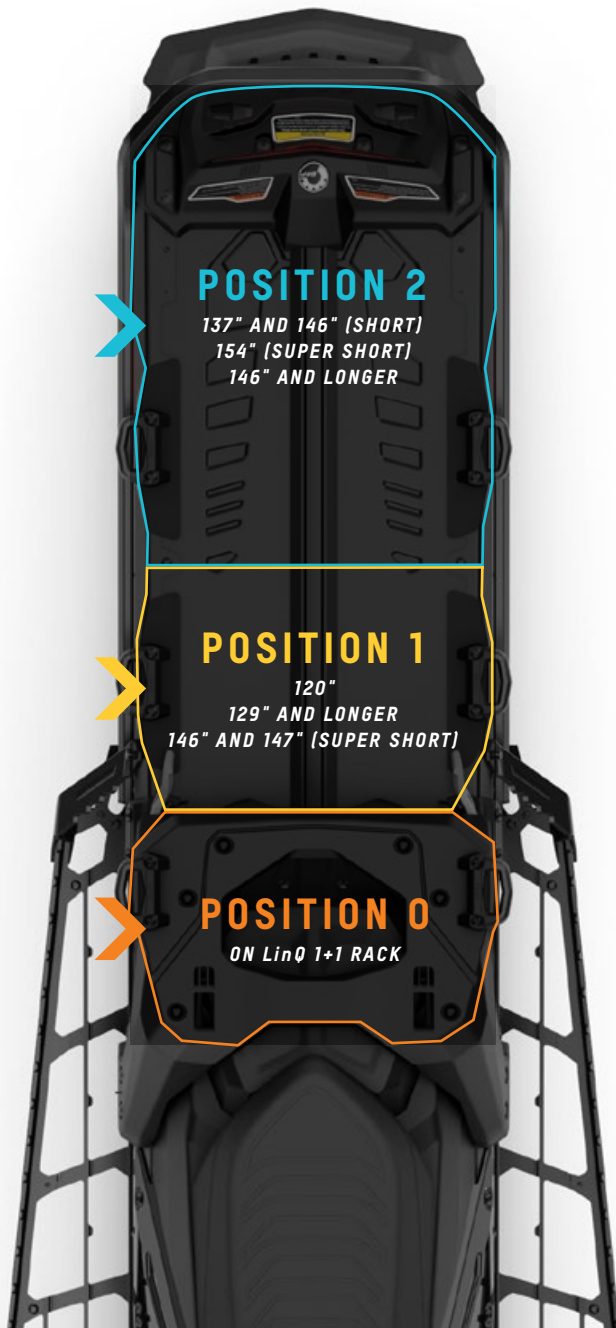 POSITION 2
137" AND 146" (SHORT)
154" (SUPER SHORT)
146" AND LONGER
POSITION 1
120"
129" AND LONGER
146" AND 147" (SUPER SHORT)
POSITION 0
ON LinQ 1+1 RACK